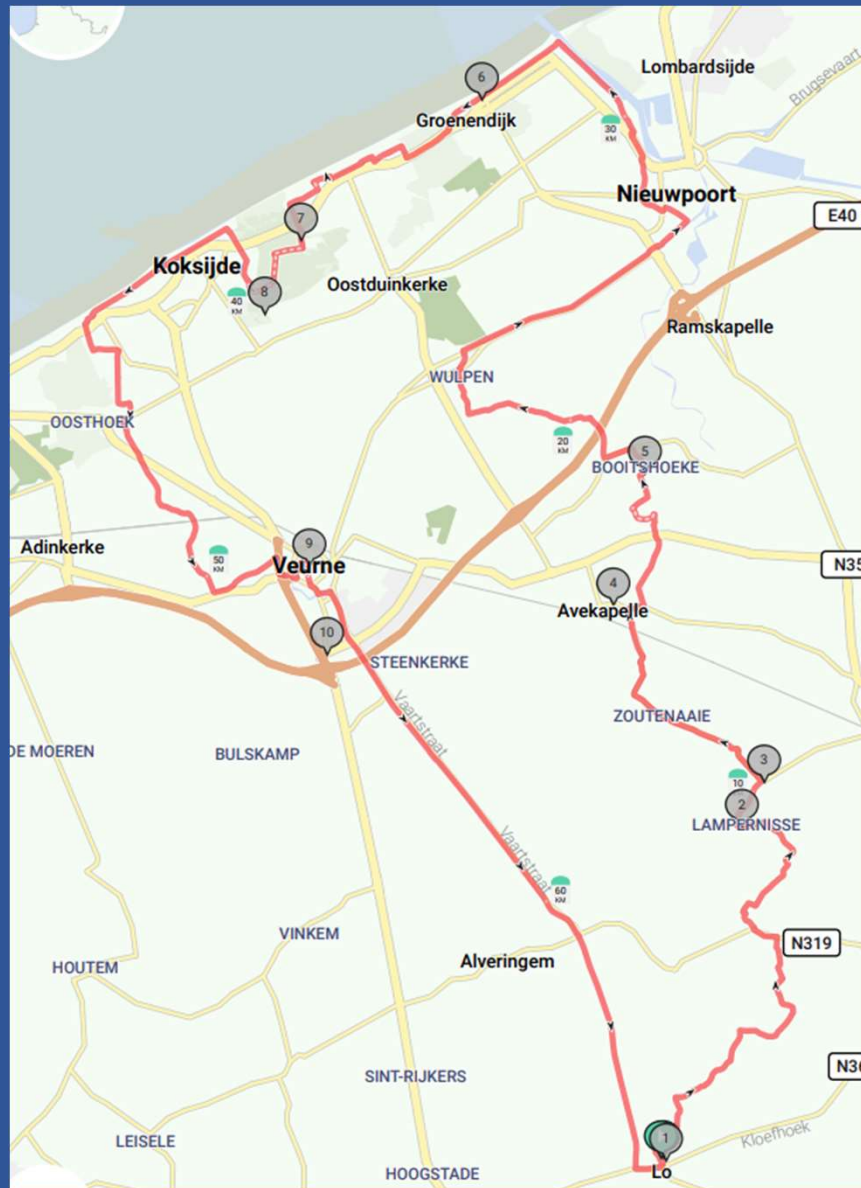 Lombardsijde
Brugsevaart
6
Groenendijk
30
KM
Nieuwpoort
E40
7
Koksijde
8
Oostduinkerke
40
KM
Ramskapelle
WULPEN
OOSTHOEK
20
KM
5
BOOITSHOEKE
Adinkerke
9
50
KM
Veurne
N35
4
Avekapelle
10
STEENKERKE
Vaartstraat
ZOUTENAAIE
DE MOEREN
BULSKAMP
3
10
2
LAMPERNISSE
Vaartstraat
60
KM
VINKEM
N319
Alveringem
HOUTEM
SINT-RIJKERS
N36
1
LEISELE
Kloefhoek
HOOGSTADE
Lo